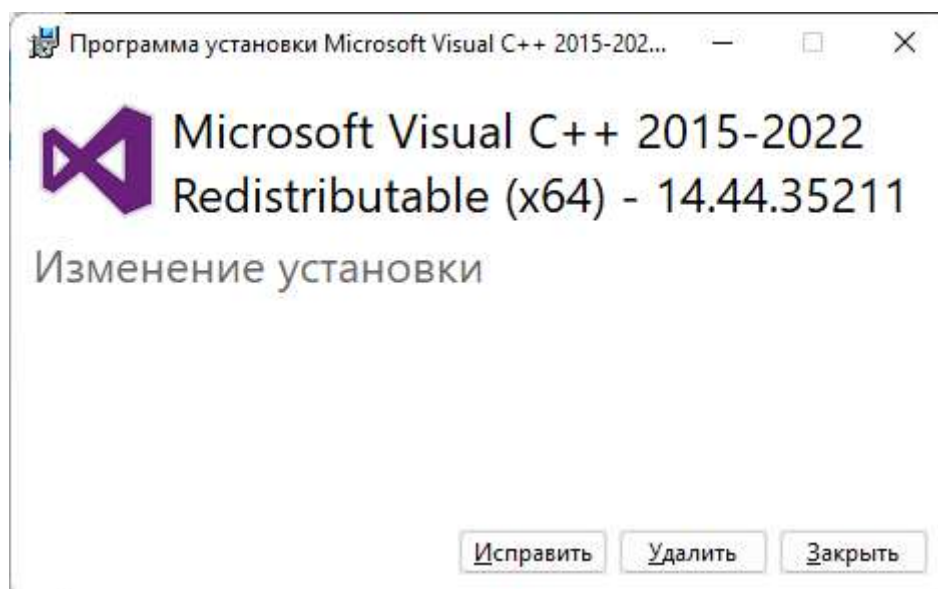 Программа установки Microsoft Visual C++ 2015-202...
Microsoft Visual C++ 2015-2022
Redistributable (x64) - 14.44.35211
Изменение установки
Исправить Удалить Закрыть